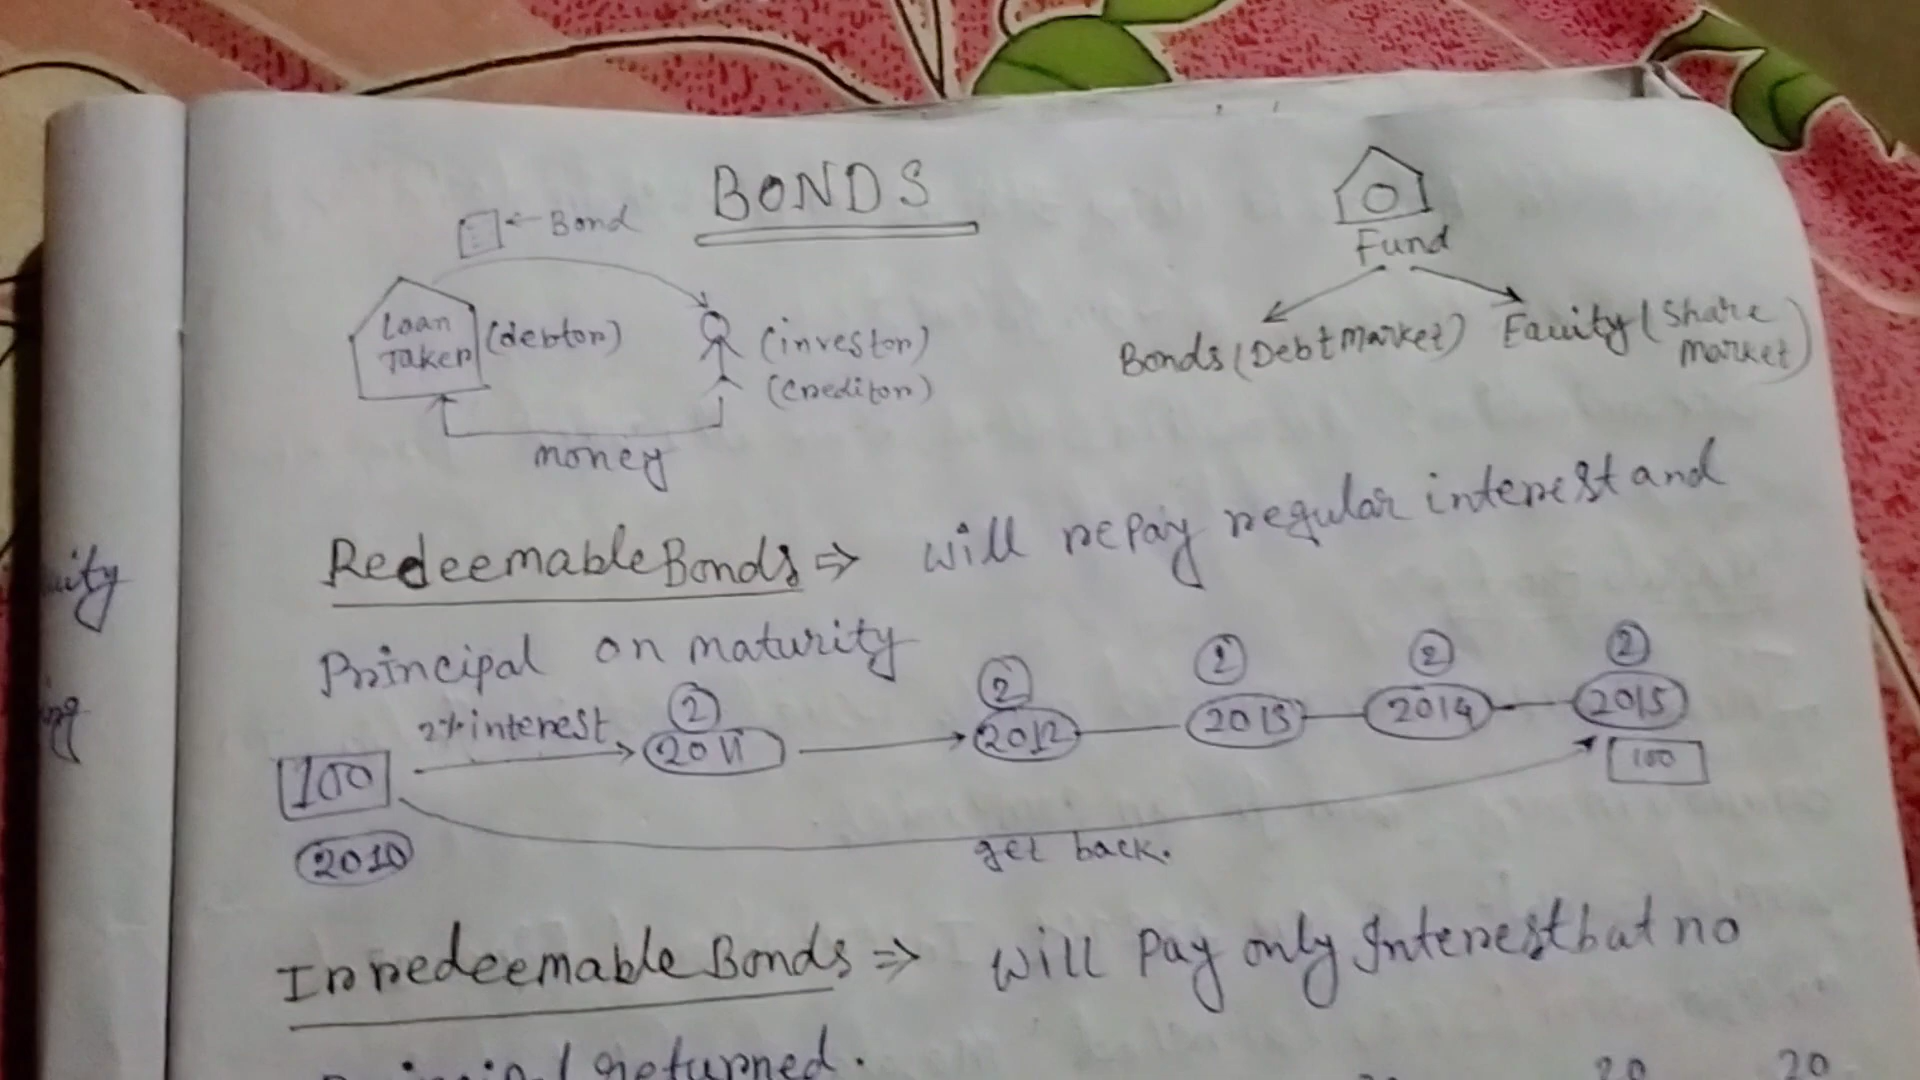 BONDS
←Bond
Loan
Taker
(debtor)
(investor)
(creditor)
money
Fund
Bonds (Debt Market)
Equity (Share
Market)
Redeemable Bonds ⇒ will repay regular interest and
Principal on maturity
2% interest
100
2010
2
2011
2
2012
2
2013
2
2014
2
2015
100
get back.
Irredeemable Bonds ⇒ will Pay only Interest but no
returned.
20 20